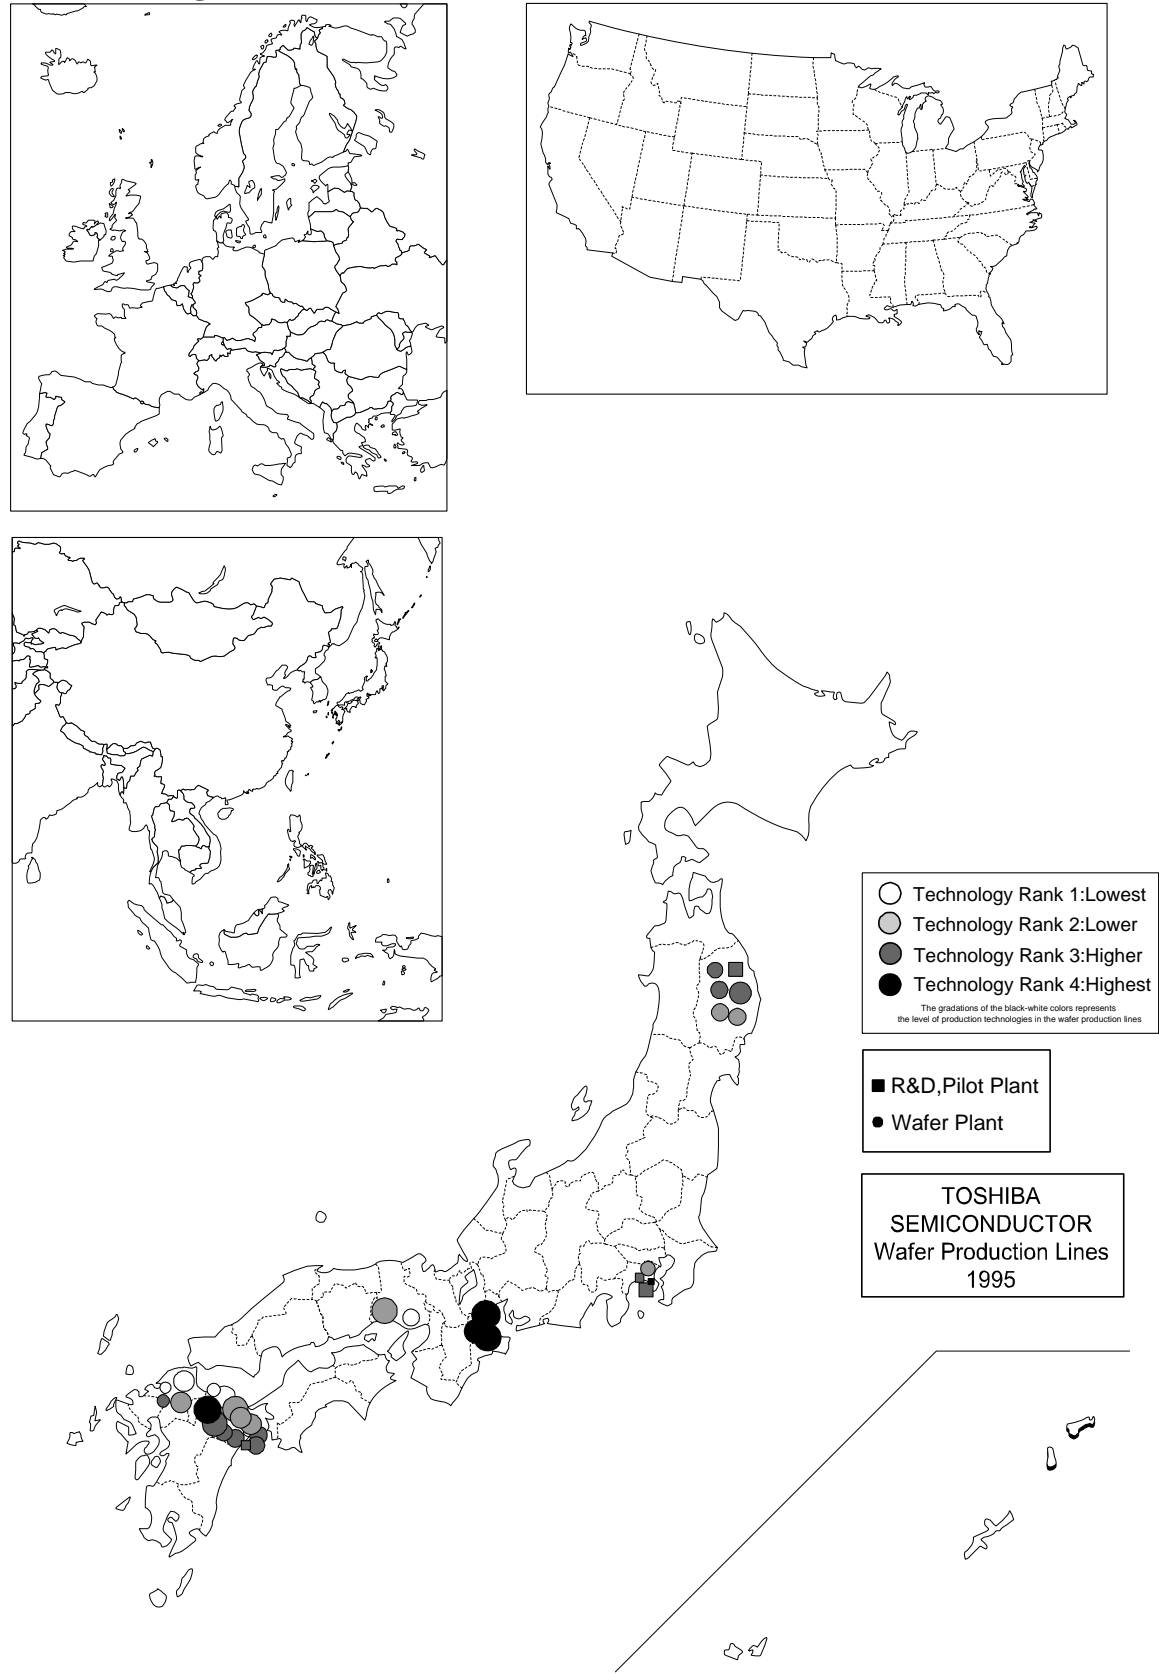 Technology Rank 1:Lowest
Technology Rank 2:Lower
Technology Rank 3:Higher
Technology Rank 4:Highest
The gradations of the black-white colors represents
the level of production technologies in the wafer production lines
R&D,Pilot Plant
Wafer Plant
TOSHIBA
SEMICONDUCTOR
Wafer Production Lines
1995